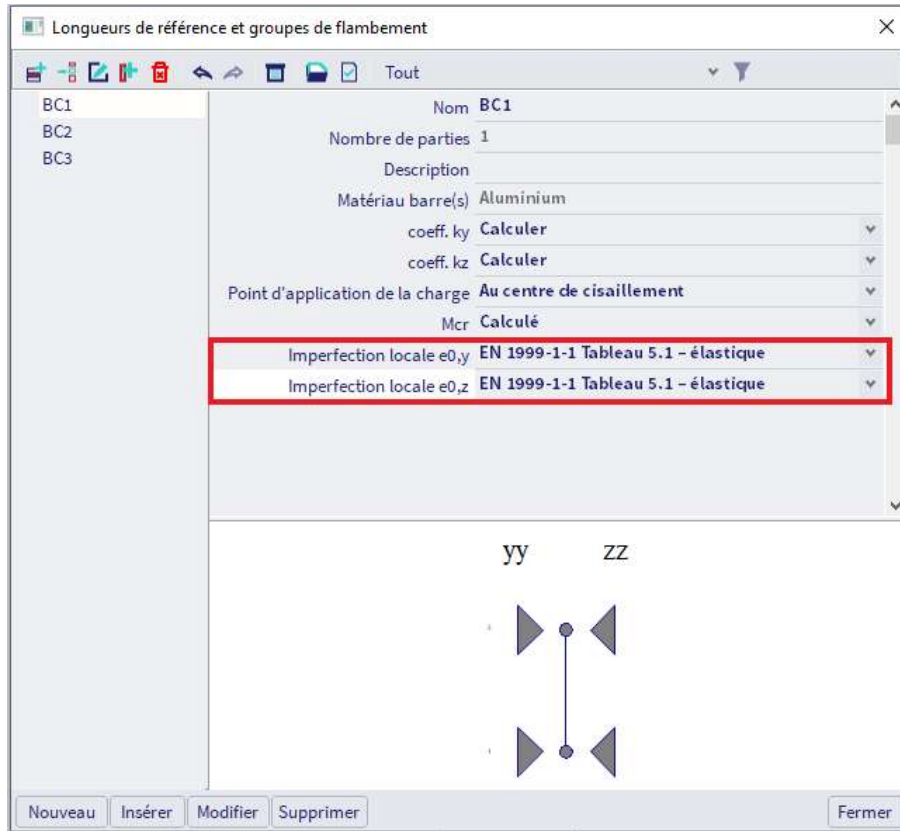 Longueurs de référence et groupes de flambement
Tout
BC1
BC2
BC3
Nom BC1
Nombre de parties 1
Description
Matériau barre(s) Aluminium
coeff. ky Calculer
coeff. kz Calculer
Point d'application de la charge Au centre de cisaillement
Mcr Calculé
Imperfection locale e0,y EN 1999-1-1 Tableau 5.1 – élastique
Imperfection locale e0,z EN 1999-1-1 Tableau 5.1 – élastique
yy zz
Nouveau Insérer Modifier Supprimer Fermer